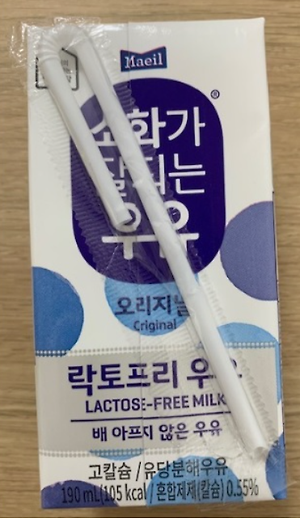 Maeil
®
소화가
잘되는
우유
오리지널
Original
락토프리 우유
LACTOSE-FREE MILK
배 아프지 않은 우유
고칼슘 / 유당분해우유
190 mL(105 kcal / 혼합제제(칼슘) 0.55%